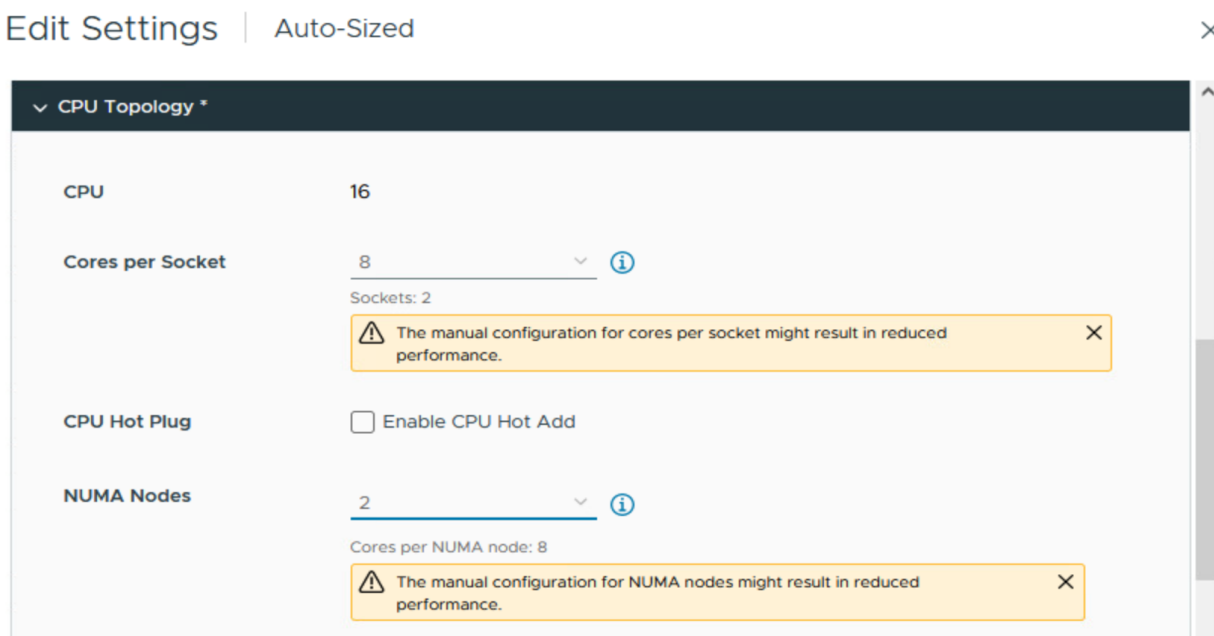 Edit Settings | Auto-Sized
CPU Topology *
CPU 16
Cores per Socket 8
Sockets: 2
The manual configuration for cores per socket might result in reduced
performance.
CPU Hot Plug Enable CPU Hot Add
NUMA Nodes 2
Cores per NUMA node: 8
The manual configuration for NUMA nodes might result in reduced
performance.